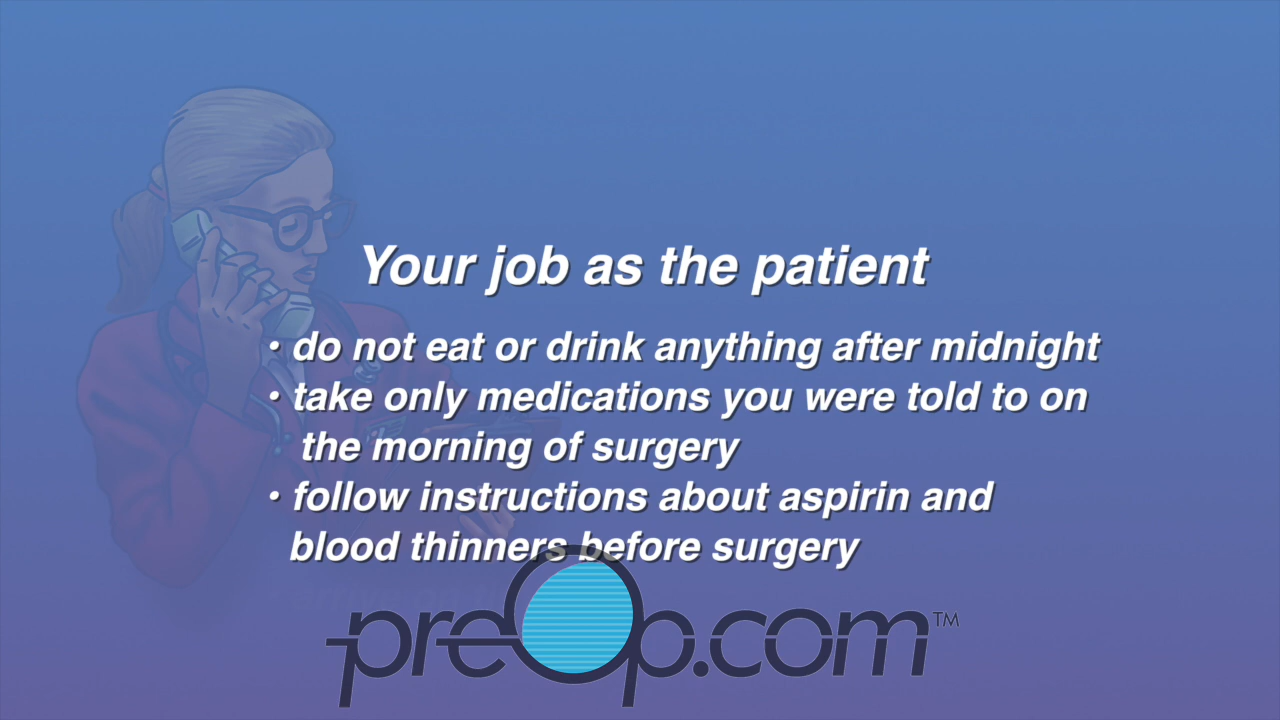 Your job as the patient
• do not eat or drink anything after midnight
• take only medications you were told to on
the morning of surgery
• follow instructions about aspirin and
blood thinners before surgery
preOp.com™